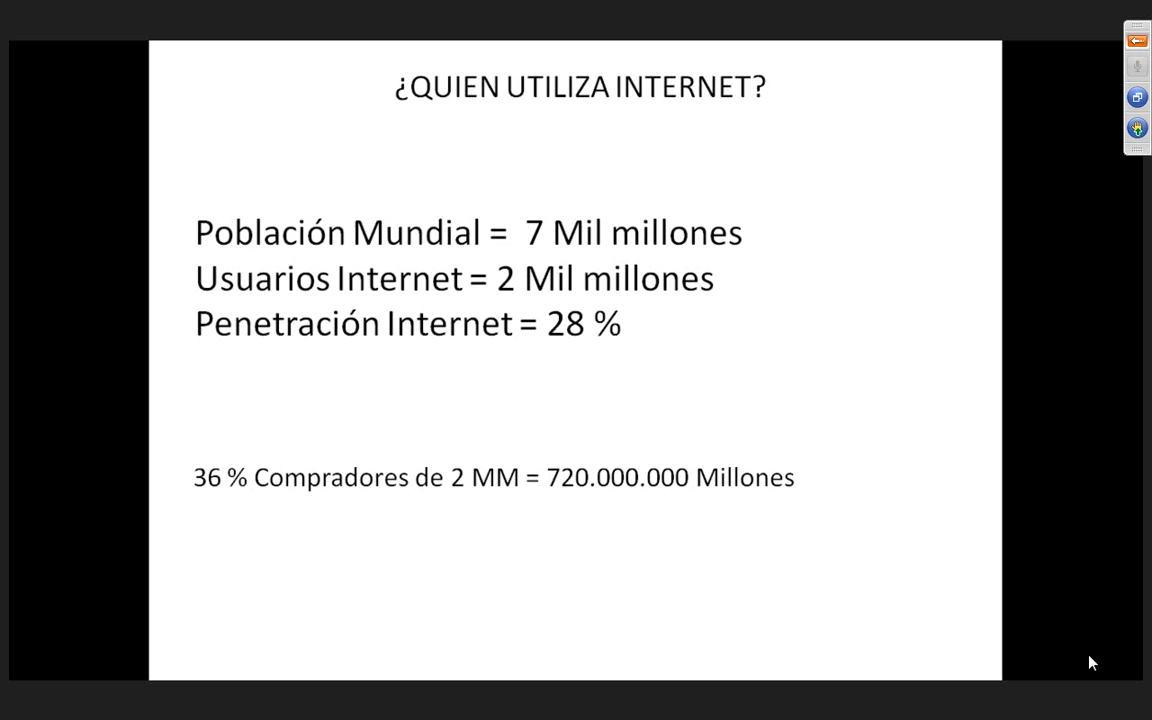 ¿QUIEN UTILIZA INTERNET?
Población Mundial = 7 Mil millones
Usuarios Internet = 2 Mil millones
Penetración Internet = 28 %
36 % Compradores de 2 MM = 720.000.000 Millones